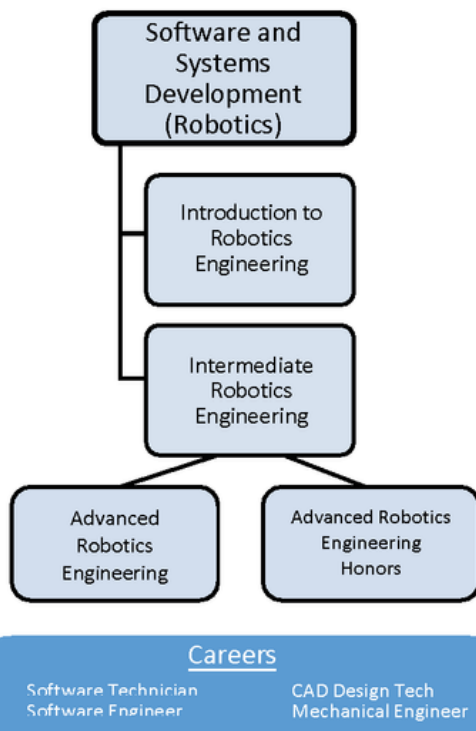 Software and
Systems
Development
(Robotics)
Introduction to
Robotics
Engineering
Intermediate
Robotics
Engineering
Advanced
Robotics
Engineering
Advanced Robotics
Engineering
Honors
Careers
Software Technician
CAD Design Tech
Software Engineer
Mechanical Engineer